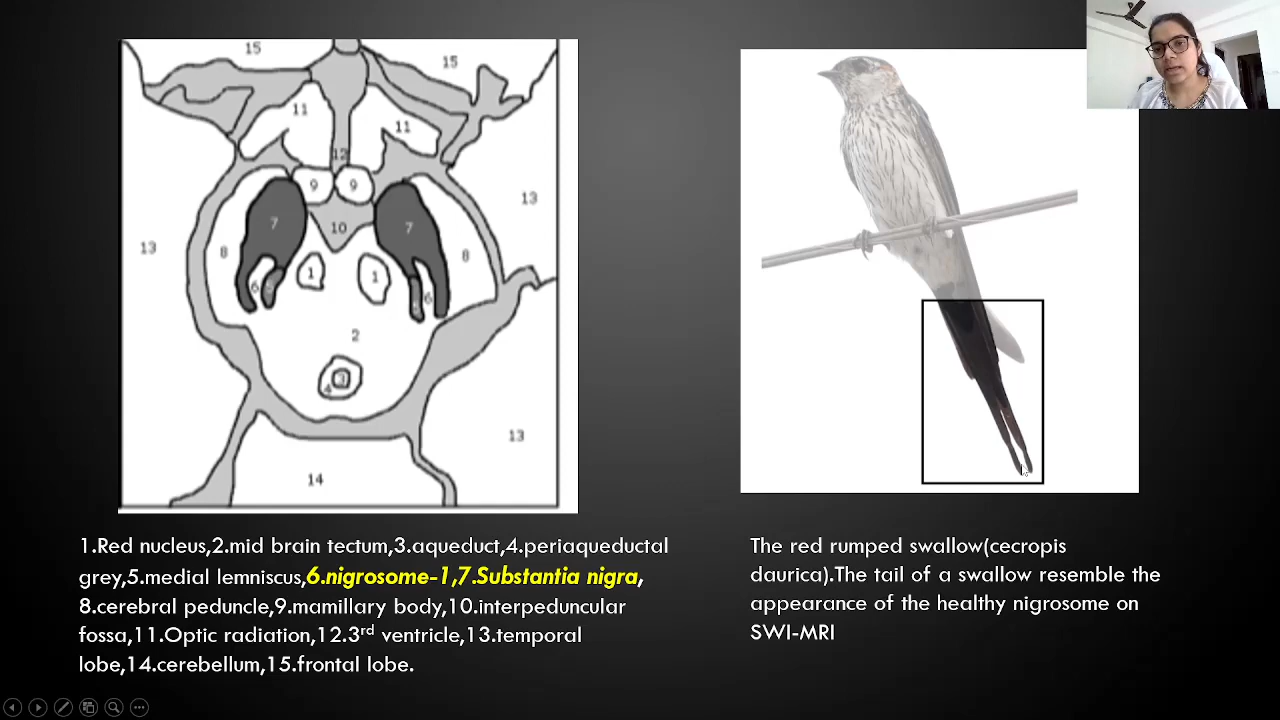 15
15
11
11
12
9
9
13
7
7
10
13
8
8
1
1
6
6
2
3
4
13
14
1.Red nucleus,2.mid brain tectum,3.aqueduct,4.periaqueductal
grey,5.medial lemniscus,6.nigrosome-1,7.Substantia nigra,
8.cerebral peduncle,9.mamillary body,10.interpeduncular
fossa,11.Optic radiation,12.3rd ventricle,13.temporal
lobe,14.cerebellum,15.frontal lobe.
The red rumped swallow(cecropis
daurica).The tail of a swallow resemble the
appearance of the healthy nigrosome on
SWI-MRI